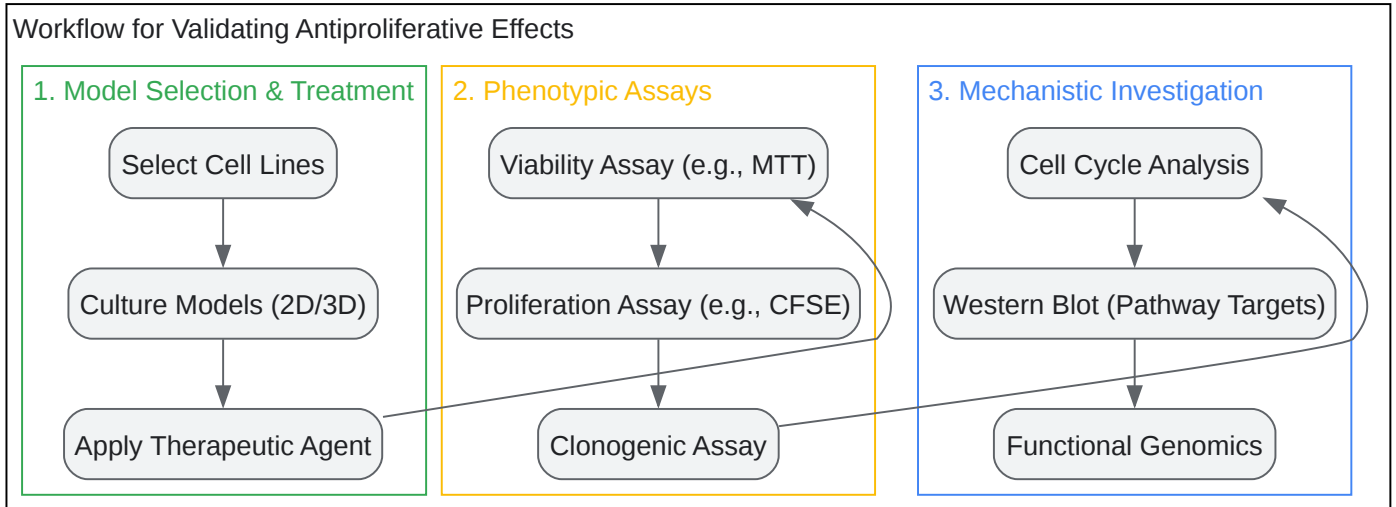 Workflow for Validating Antiproliferative Effects
1. Model Selection & Treatment
Select Cell Lines
Culture Models (2D/3D)
Apply Therapeutic Agent
2. Phenotypic Assays
Viability Assay (e.g., MTT)
Proliferation Assay (e.g., CFSE)
Clonogenic Assay
3. Mechanistic Investigation
Cell Cycle Analysis
Western Blot (Pathway Targets)
Functional Genomics